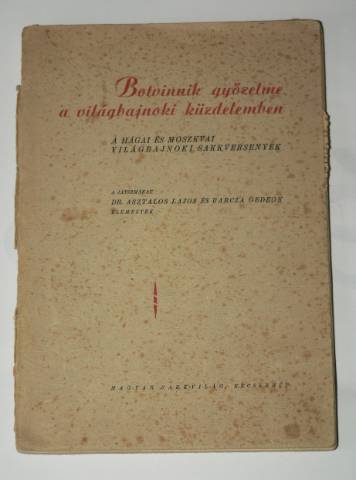 Botvinnik győzelme
a világbajnoki küzdelemben
A HÁGAI ÉS MOSZKVAI
VILÁGBAJNOKI SAKKVERSENYEK
A JÁTSZMÁKAT
DR. ASZTALOS LAJOS ÉS BARCZA GEDEON
ELEMEZTÉK
MAGYAR SAKKVILÁG, KECSKEMÉT